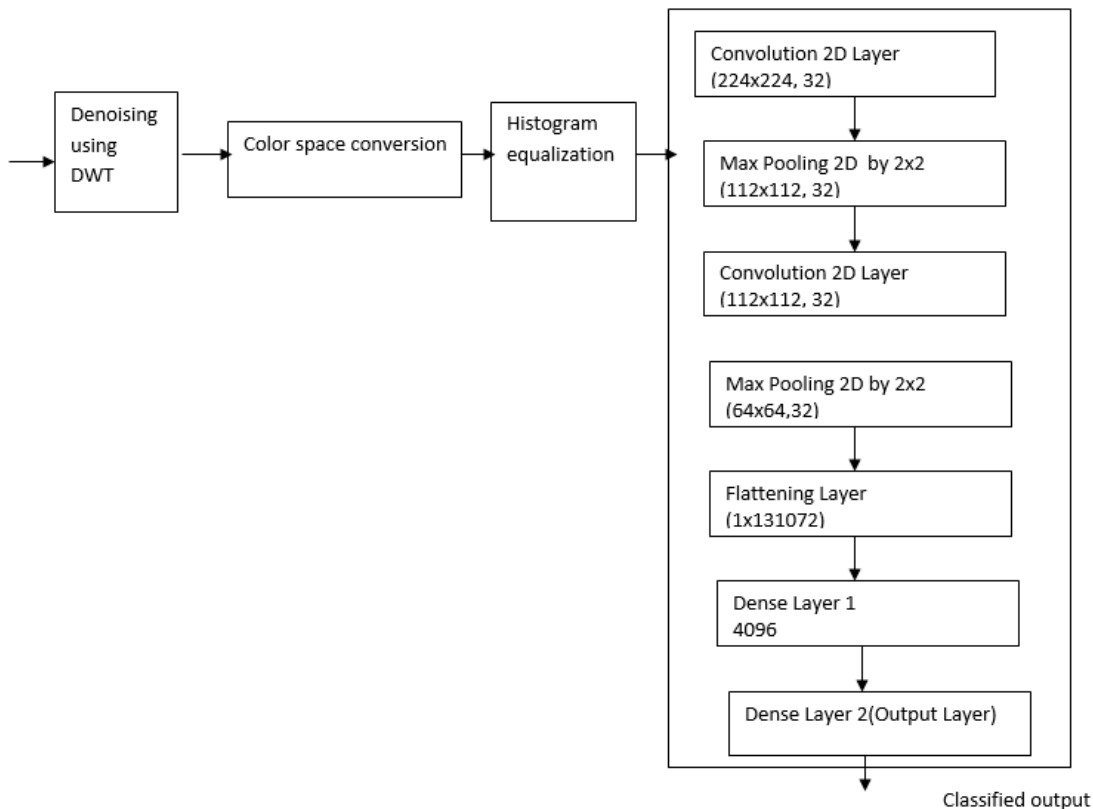 Denoising
using
DWT
Color space conversion
Histogram
equalization
Convolution 2D Layer
(224x224, 32)
Max Pooling 2D  by 2x2
(112x112, 32)
Convolution 2D Layer
(112x112, 32)
Max Pooling 2D by 2x2
(64x64,32)
Flattening Layer
(1x131072)
Dense Layer 1
4096
Dense Layer 2(Output Layer)
Classified output